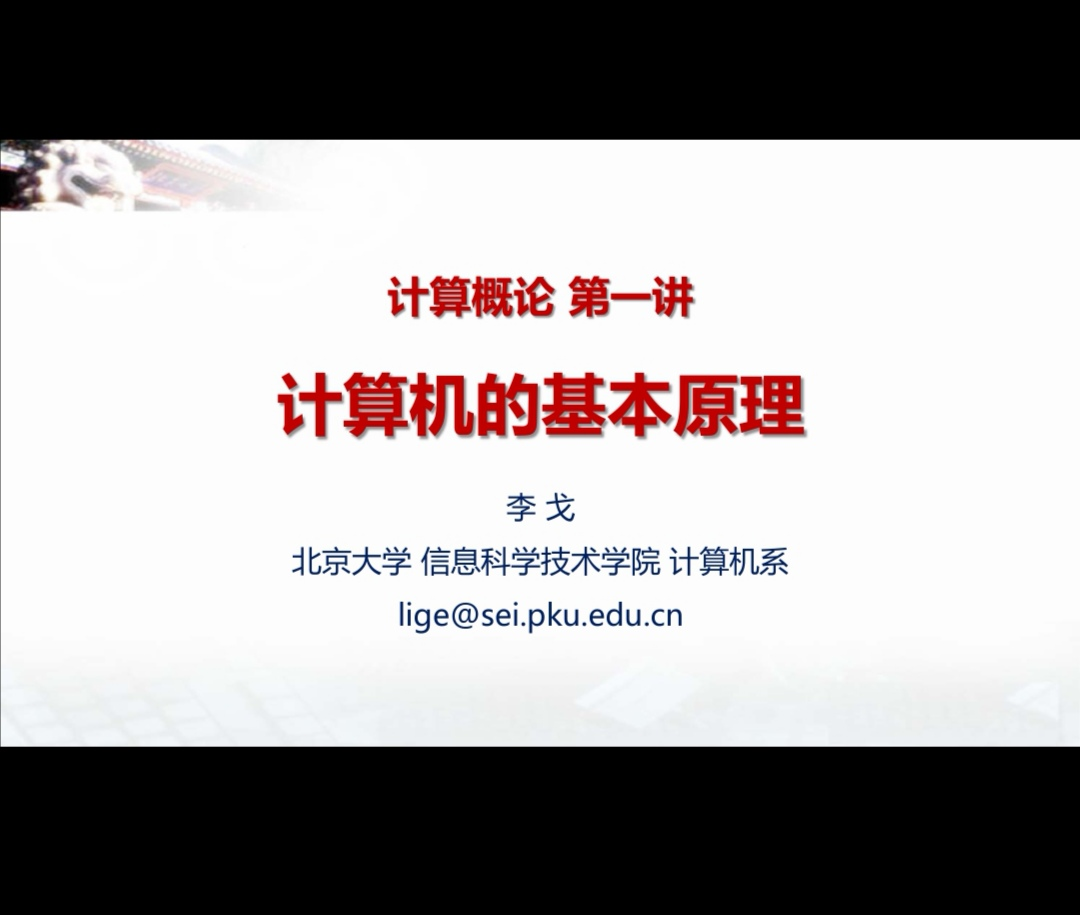 计算概论 第一讲
计算机的基本原理
李 戈
北京大学 信息科学技术学院 计算机系
lige@sei.pku.edu.cn